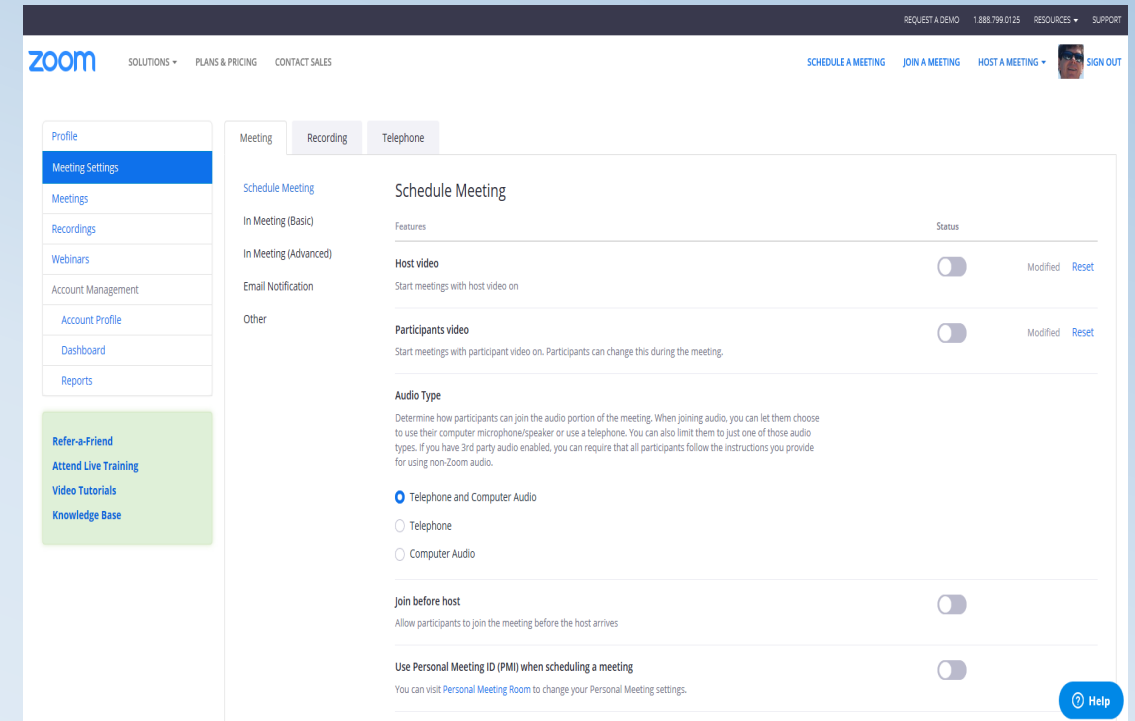 REQUEST A DEMO 1.888.799.0125 RESOURCES SUPPORT
zoom SOLUTIONS PLANS & PRICING CONTACT SALES SCHEDULE A MEETING JOIN A MEETING HOST A MEETING SIGN OUT
Profile
Meeting Settings
Meetings
Recordings
Webinars
Account Management
Account Profile
Dashboard
Reports
Refer-a-Friend
Attend Live Training
Video Tutorials
Knowledge Base
Meeting Recording Telephone
Schedule Meeting
In Meeting (Basic)
In Meeting (Advanced)
Email Notification
Other
Schedule Meeting
Features Status
Host video
Start meetings with host video on
Modified Reset
Participants video
Start meetings with participant video on. Participants can change this during the meeting.
Modified Reset
Audio Type
Determine how participants can join the audio portion of the meeting. When joining audio, you can let them choose
to use their computer microphone/speaker or use a telephone. You can also limit them to just one of those audio
types. If you have 3rd party audio enabled, you can require that all participants follow the instructions you provide
for using non-Zoom audio.
Telephone and Computer Audio
Telephone
Computer Audio
Join before host
Allow participants to join the meeting before the host arrives
Use Personal Meeting ID (PMI) when scheduling a meeting
You can visit Personal Meeting Room to change your Personal Meeting settings.
Help